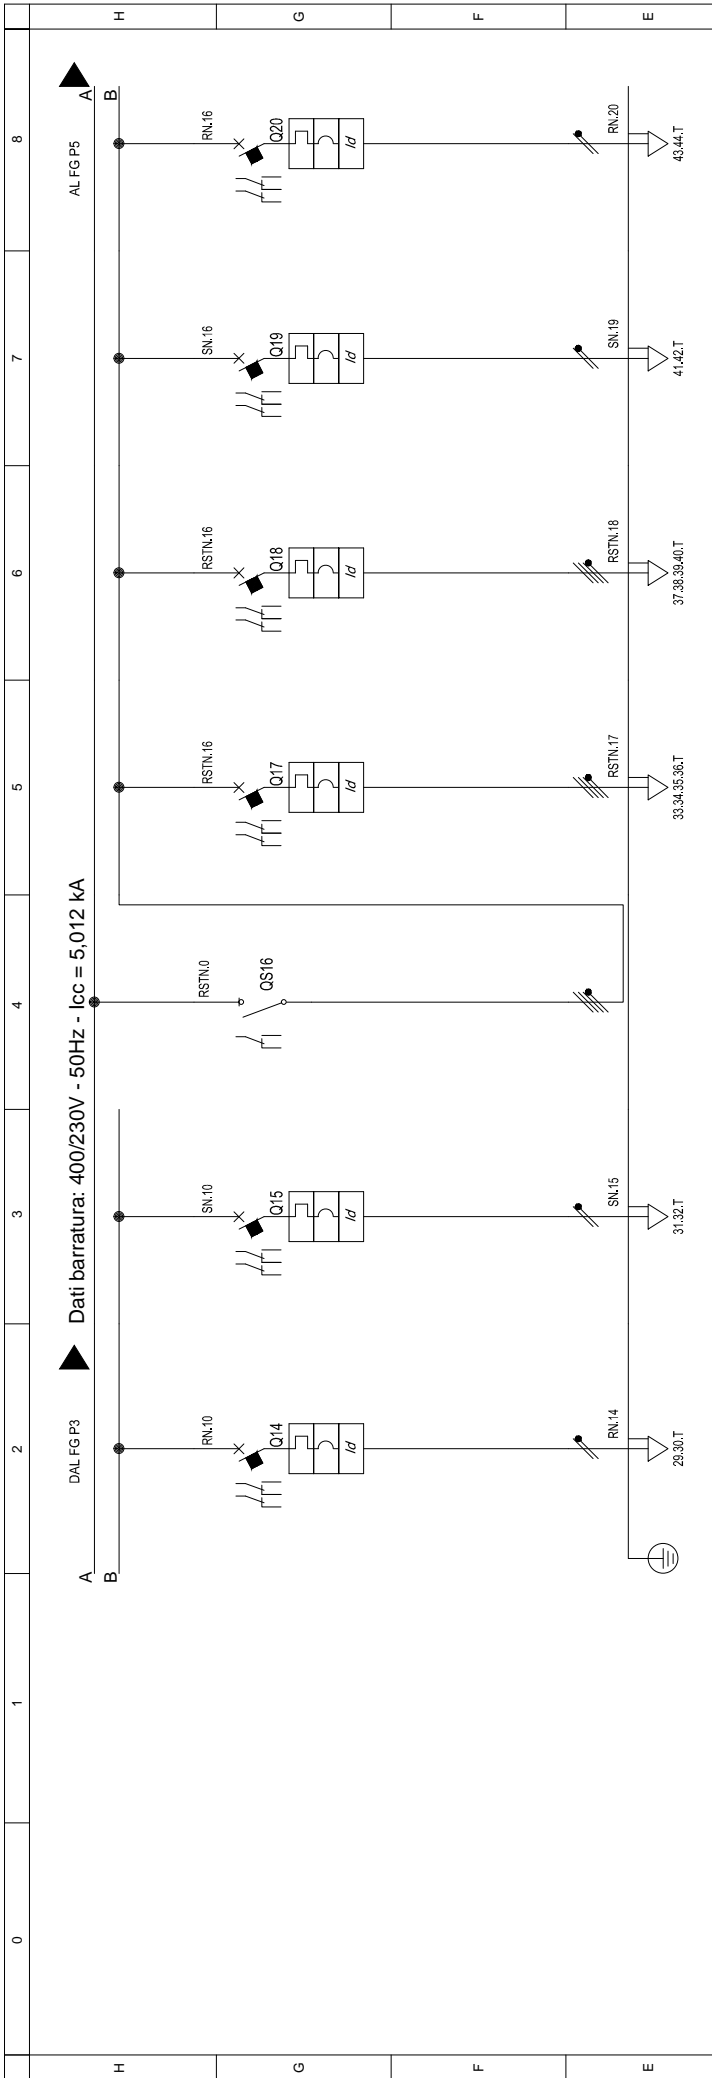 0 1 2 3 4 5 6 7 8
H H
G G
F F
E E
DAL FG P3 Dati barratura: 400/230V - 50Hz - Icc = 5,012 kA AL FG P5
A A
B B
RN.10 SN.10 RSTN.0 RSTN.16 RSTN.16 SN.16 RN.16
Q14 Q15 QS16 Q17 Q18 Q19 Q20
Id Id Id Id Id Id
RN.14 SN.15 RSTN.17 RSTN.18 SN.19 RN.20
29.30.T 31.32.T 33.34.35.36.T 37.38.39.40.T 41.42.T 43.44.T